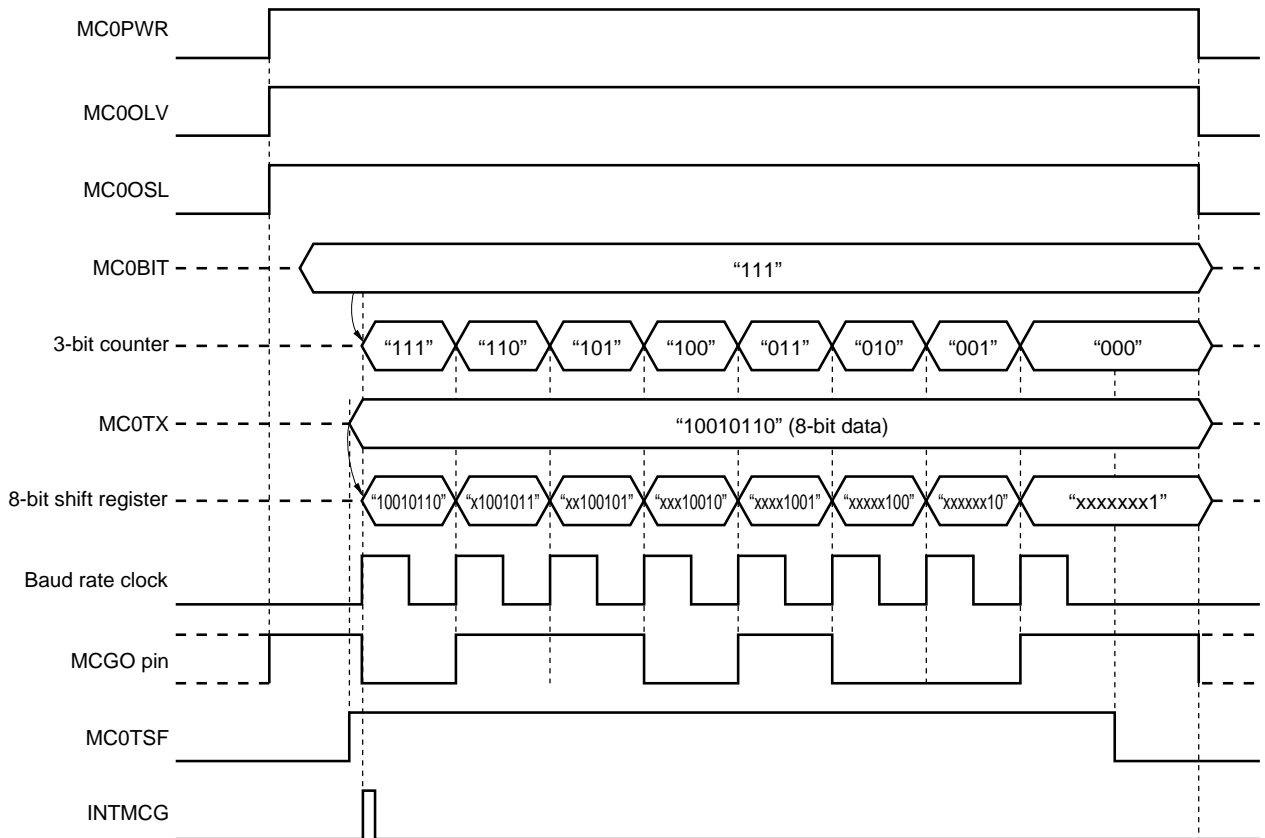 MC0PWR
MC0OLV
MC0OSL
MC0BIT “111”
3-bit counter “111” “110” “101” “100” “011” “010” “001” “000”
MC0TX “10010110” (8-bit data)
8-bit shift register “10010110” “x1001011” “xx100101” “xxx10010” “xxxx1001” “xxxxx100” “xxxxxx10” “xxxxxxx1”
Baud rate clock
MCGO pin
MC0TSF
INTMCG